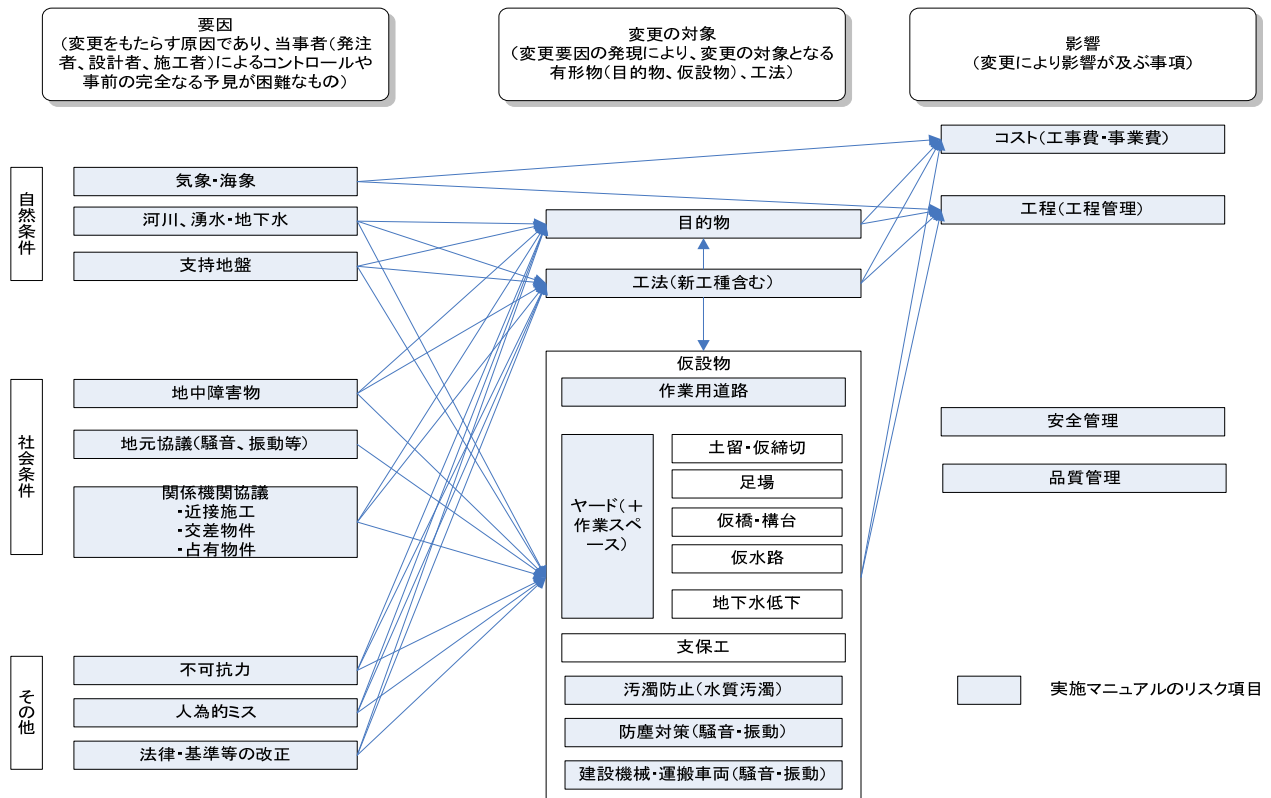 要因
(変更をもたらす原因であり、当事者(発注
者、設計者、施工者)によるコントロールや
事前の完全なる予見が困難なもの)
変更の対象
(変更要因の発現により、変更の対象となる
有形物(目的物、仮設物)、工法)
影響
(変更により影響が及ぶ事項)
自然条件
気象・海象
河川、湧水・地下水
支持地盤
社会条件
地中障害物
地元協議(騒音、振動等)
関係機関協議
・近接施工
・交差物件
・占有物件
その他
不可抗力
人為的ミス
法律・基準等の改正
目的物
工法(新工種含む)
仮設物
作業用道路
ヤード(+
作業スペ
ース)
土留・仮締切
足場
仮橋・構台
仮水路
地下水低下
支保工
汚濁防止(水質汚濁)
防塵対策(騒音・振動)
建設機械・運搬車両(騒音・振動)
コスト(工事費・事業費)
工程(工程管理)
安全管理
品質管理
実施マニュアルのリスク項目